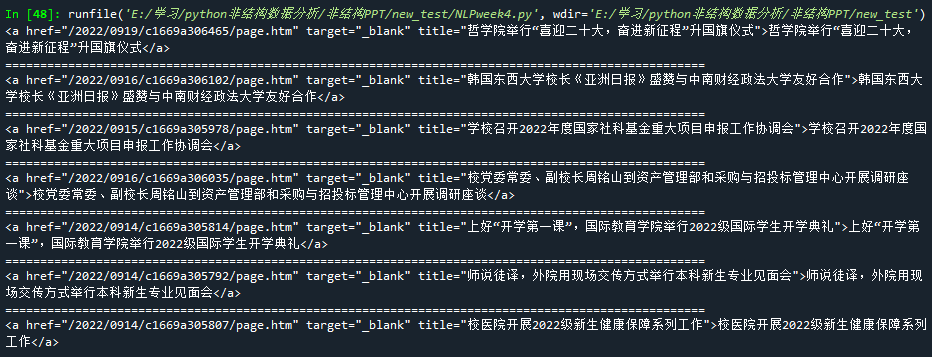 In [48]: runfile('E:/学习/python非结构数据分析/非结构PPT/new_test/NLPweek4.py', wdir='E:/学习/python非结构数据分析/非结构PPT/new_test')
<a href="/2022/0919/c1669a306465/page.htm" target="_blank" title="哲学院举行“喜迎二十大，奋进新征程”升国旗仪式">哲学院举行“喜迎二十大，
奋进新征程”升国旗仪式</a>
====================================================================================================
<a href="/2022/0916/c1669a306102/page.htm" target="_blank" title="韩国东西大学校长《亚洲日报》盛赞与中南财经政法大学友好合作">韩国东西大
学校长《亚洲日报》盛赞与中南财经政法大学友好合作</a>
====================================================================================================
<a href="/2022/0915/c1669a305978/page.htm" target="_blank" title="学校召开2022年度国家社科基金重大项目申报工作协调会">学校召开2022年度国
家社科基金重大项目申报工作协调会</a>
====================================================================================================
<a href="/2022/0916/c1669a306035/page.htm" target="_blank" title="校党委常委、副校长周铭山到资产管理部和采购与招投标管理中心开展调研座
谈">校党委常委、副校长周铭山到资产管理部和采购与招投标管理中心开展调研座谈</a>
====================================================================================================
<a href="/2022/0914/c1669a305814/page.htm" target="_blank" title="上好“开学第一课”，国际教育学院举行2022级国际学生开学典礼">上好“开学第
一课”，国际教育学院举行2022级国际学生开学典礼</a>
====================================================================================================
<a href="/2022/0914/c1669a305792/page.htm" target="_blank" title="师说徒译，外院用现场交传方式举行本科新生专业见面会">师说徒译，外院用现
场交传方式举行本科新生专业见面会</a>
====================================================================================================
<a href="/2022/0914/c1669a305807/page.htm" target="_blank" title="校医院开展2022级新生健康保障系列工作">校医院开展2022级新生健康保障系列
工作</a>